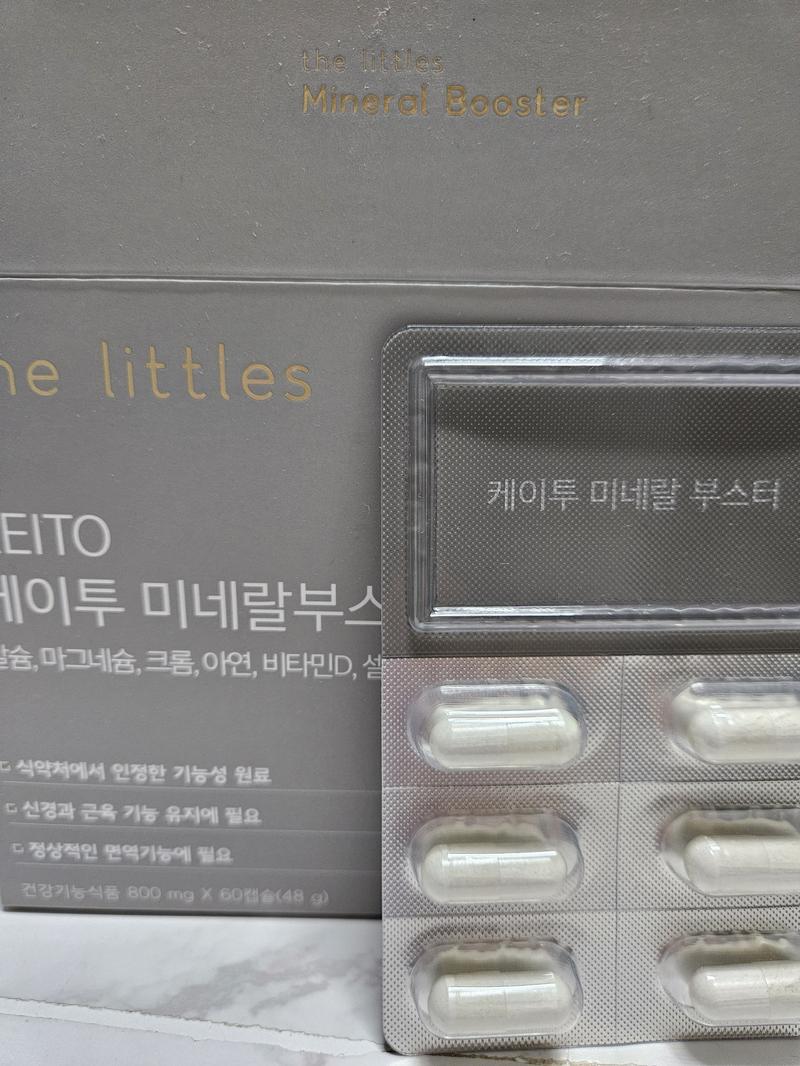 the littles
Mineral Booster
he littles
EITO
케이투 미네랄부스
칼슘, 마그네슘, 크롬, 아연, 비타민D, 셀
식약처에서 인정한 기능성 원료
신경과 근육 기능 유지에 필요
정상적인 면역기능에 필요
건강기능식품 800 mg X 60캡슐(48 g)
케이투 미네랄 부스터